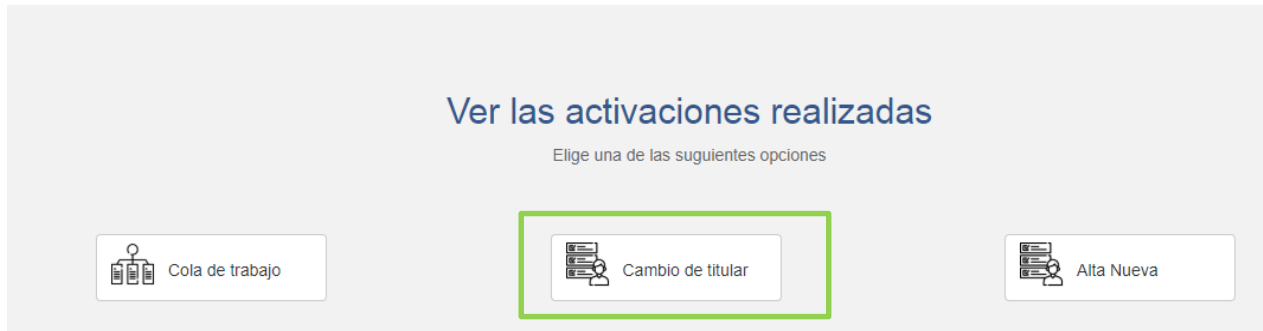 Ver las activaciones realizadas
Elige una de las suguientes opciones
Cola de trabajo
Cambio de titular
Alta Nueva